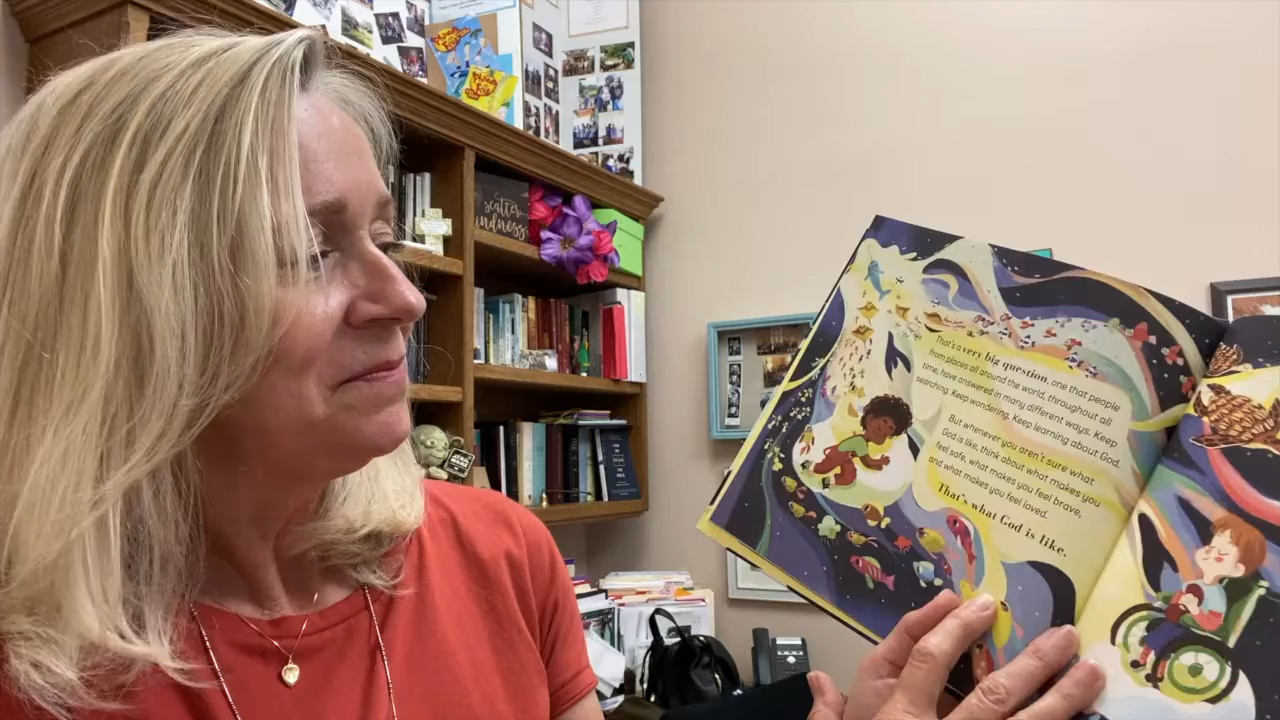 scatter
kindness
That's a very big question, one that people
from places all around the world, throughout all
time, have answered in many different ways. Keep
searching. Keep wondering. Keep learning about God.
But whenever you aren't sure what
God is like, think about what makes you
feel safe, what makes you feel brave,
and what makes you feel loved.
That's what God is like.